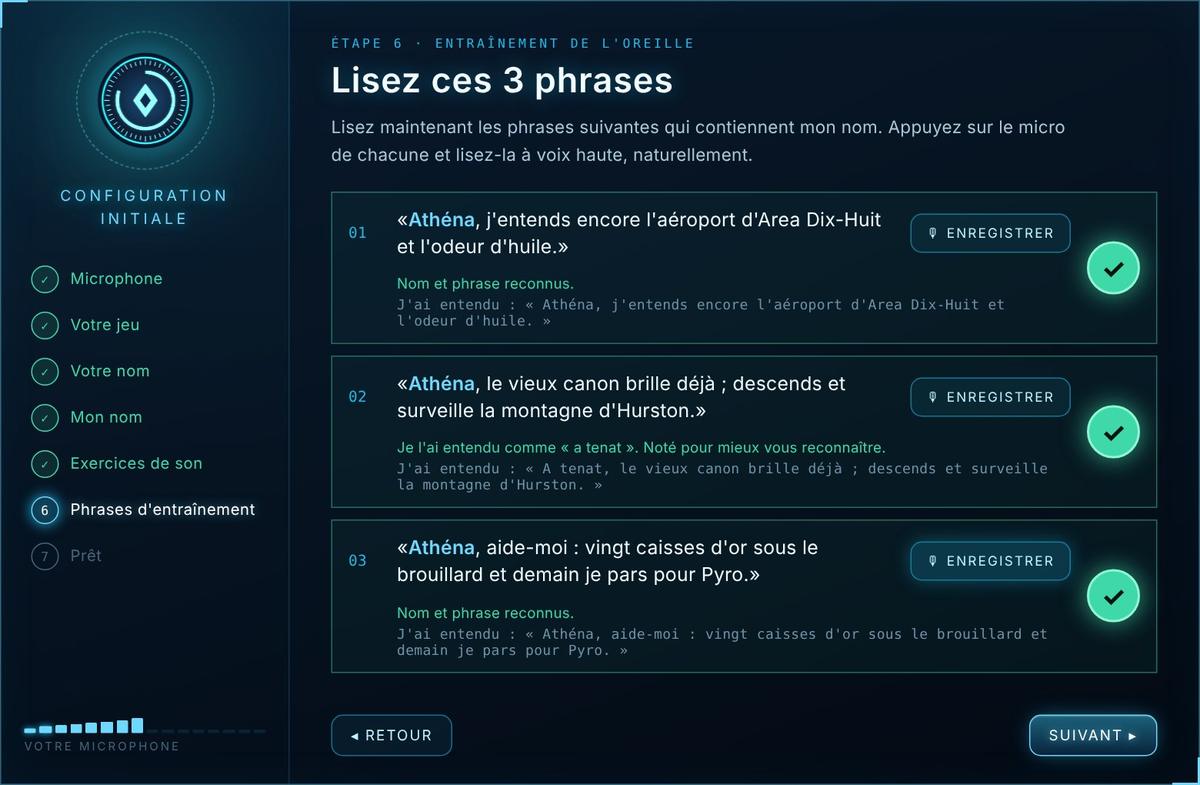 CONFIGURATION
INITIALE
✓ Microphone
✓ Votre jeu
✓ Votre nom
✓ Mon nom
✓ Exercices de son
6 Phrases d'entraînement
7 Prêt
VOTRE MICROPHONE
ÉTAPE 6 · ENTRAÎNEMENT DE L'OREILLE
Lisez ces 3 phrases
Lisez maintenant les phrases suivantes qui contiennent mon nom. Appuyez sur le micro
de chacune et lisez-la à voix haute, naturellement.
01
«Athéna, j'entends encore l'aéroport d'Area Dix-Huit
et l'odeur d'huile.»
ENREGISTRER
Nom et phrase reconnus.
J'ai entendu : « Athéna, j'entends encore l'aéroport d'Area Dix-Huit et
l'odeur d'huile. »
02
«Athéna, le vieux canon brille déjà ; descends et
surveille la montagne d'Hurston.»
ENREGISTRER
Je l'ai entendu comme « a tenat ». Noté pour mieux vous reconnaître.
J'ai entendu : « A tenat, le vieux canon brille déjà ; descends et surveille
la montagne d'Hurston. »
03
«Athéna, aide-moi : vingt caisses d'or sous le
brouillard et demain je pars pour Pyro.»
ENREGISTRER
Nom et phrase reconnus.
J'ai entendu : « Athéna, aide-moi : vingt caisses d'or sous le brouillard et
demain je pars pour Pyro. »
◂ RETOUR
SUIVANT ▸